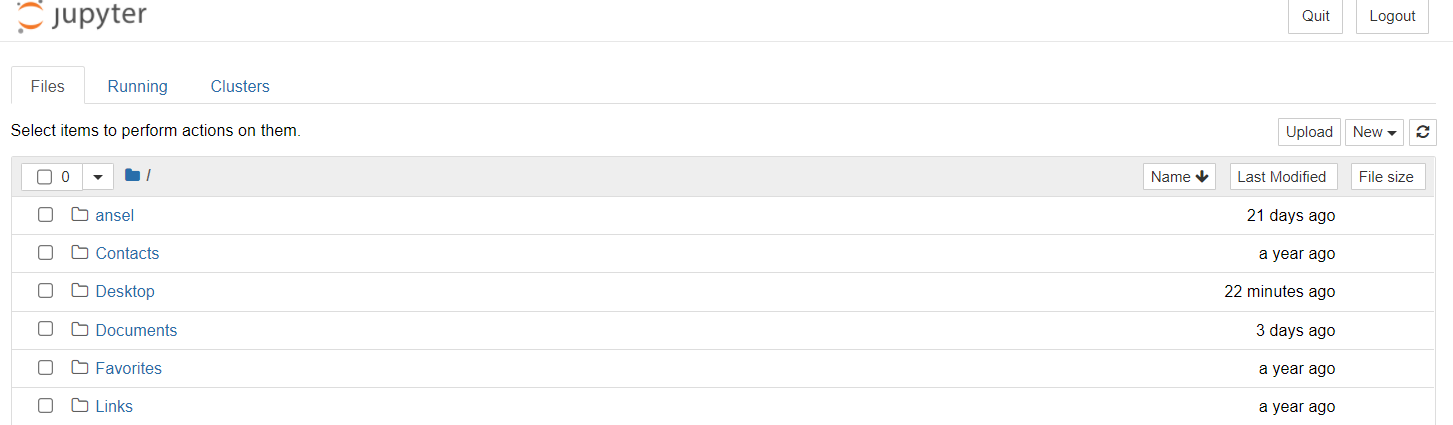 jupyter
Quit Logout
Files Running Clusters
Select items to perform actions on them.
Upload New
0 / Name Last Modified File size
ansel 21 days ago
Contacts a year ago
Desktop 22 minutes ago
Documents 3 days ago
Favorites a year ago
Links a year ago